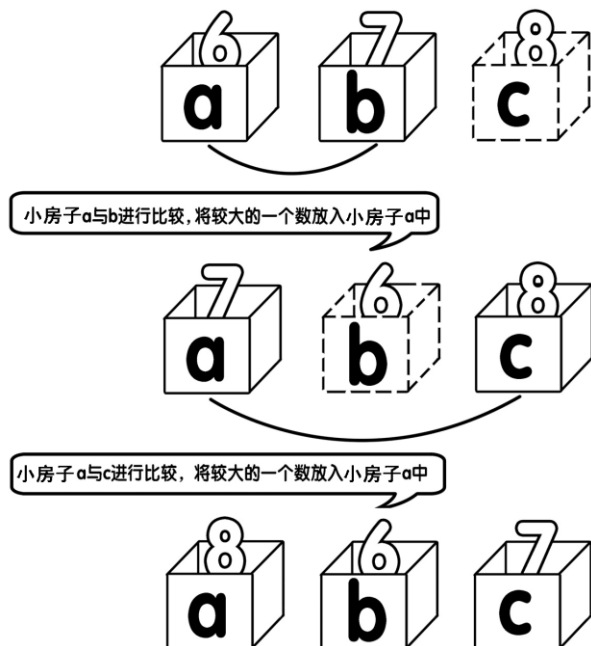 6 7 8
a b c
小房子a与b进行比较,将较大的一个数放入小房子a中
7 6 8
a b c
小房子a与c进行比较，将较大的一个数放入小房子a中
8 6 7
a b c